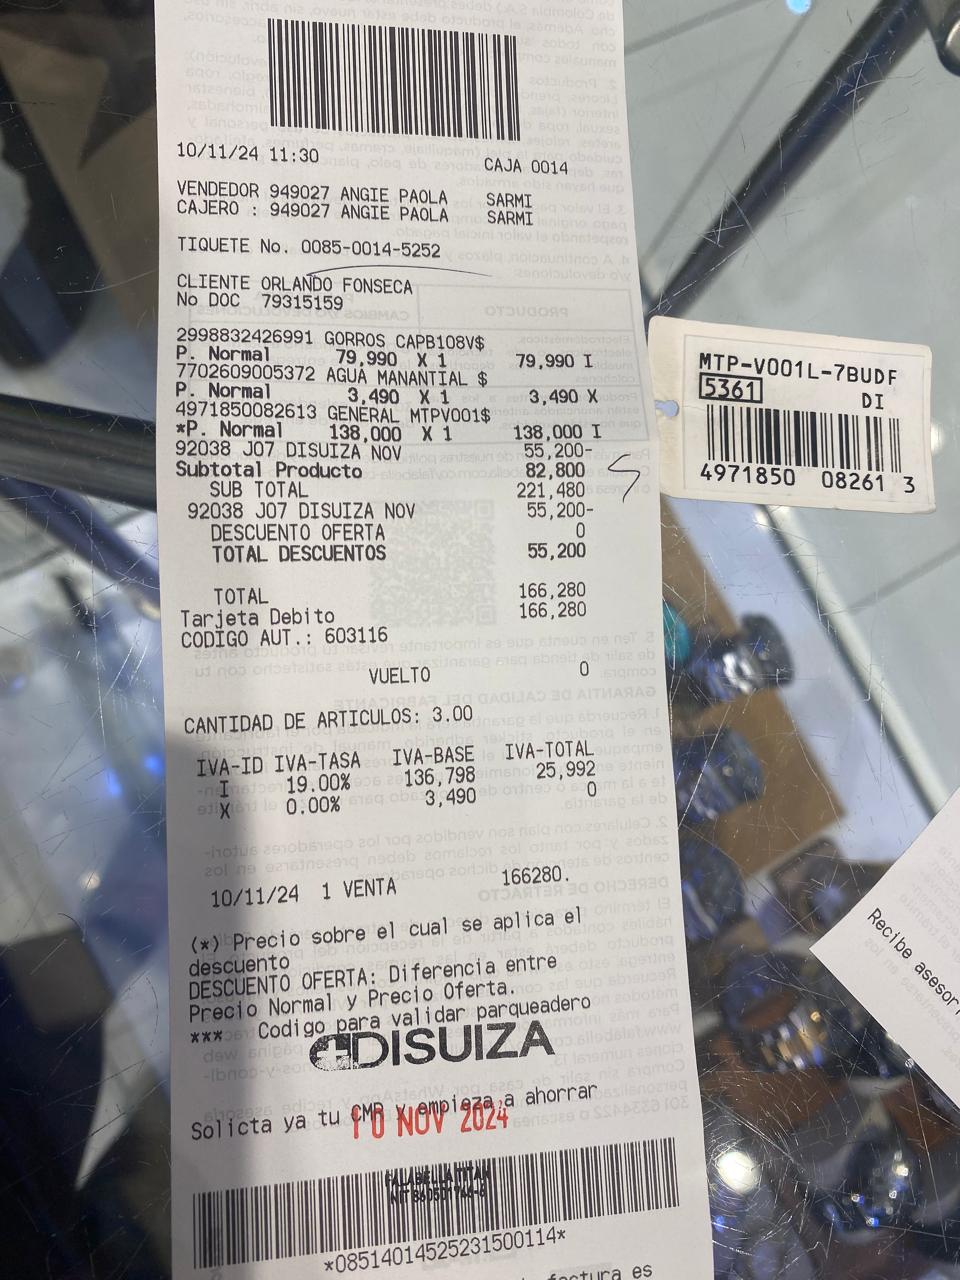 10/11/24 11:30 CAJA 0014
VENDEDOR 949027 ANGIE PAOLA SARMI
CAJERO : 949027 ANGIE PAOLA SARMI
TIQUETE No. 0085-0014-5252
CLIENTE ORLANDO FONSECA
No DOC 79315159
2998832426991 GORROS CAPB108V$
P. Normal 79,990 X 1 79,990 I
7702609005372 AGUA MANANTIAL $
P. Normal 3,490 X 1 3,490 X
4971850082613 GENERAL MTPV001$
*P. Normal 138,000 X 1 138,000 I
92038 J07 DISUIZA NOV 55,200-
Subtotal Producto 82,800
SUB TOTAL 221,480
92038 J07 DISUIZA NOV 55,200-
DESCUENTO OFERTA 0
TOTAL DESCUENTOS 55,200
TOTAL 166,280
Tarjeta Debito 166,280
CODIGO AUT.: 603116
VUELTO 0
CANTIDAD DE ARTICULOS: 3.00
IVA-ID IVA-TASA IVA-BASE IVA-TOTAL
I 19.00% 136,798 25,992
X 0.00% 3,490 0
10/11/24 1 VENTA 166280.
(*) Precio sobre el cual se aplica el
descuento
DESCUENTO OFERTA: Diferencia entre
Precio Normal y Precio Oferta.
*** Codigo para validar parqueadero
DISUIZA
Solicta ya tu CMR y empieza a ahorrar
10 NOV 2024
FALABELLA TITAN
*08514014525231500114*
factura es
MTP-V001L-7BUDF
5361 DI
4971850 08261 3
Recibe asesor